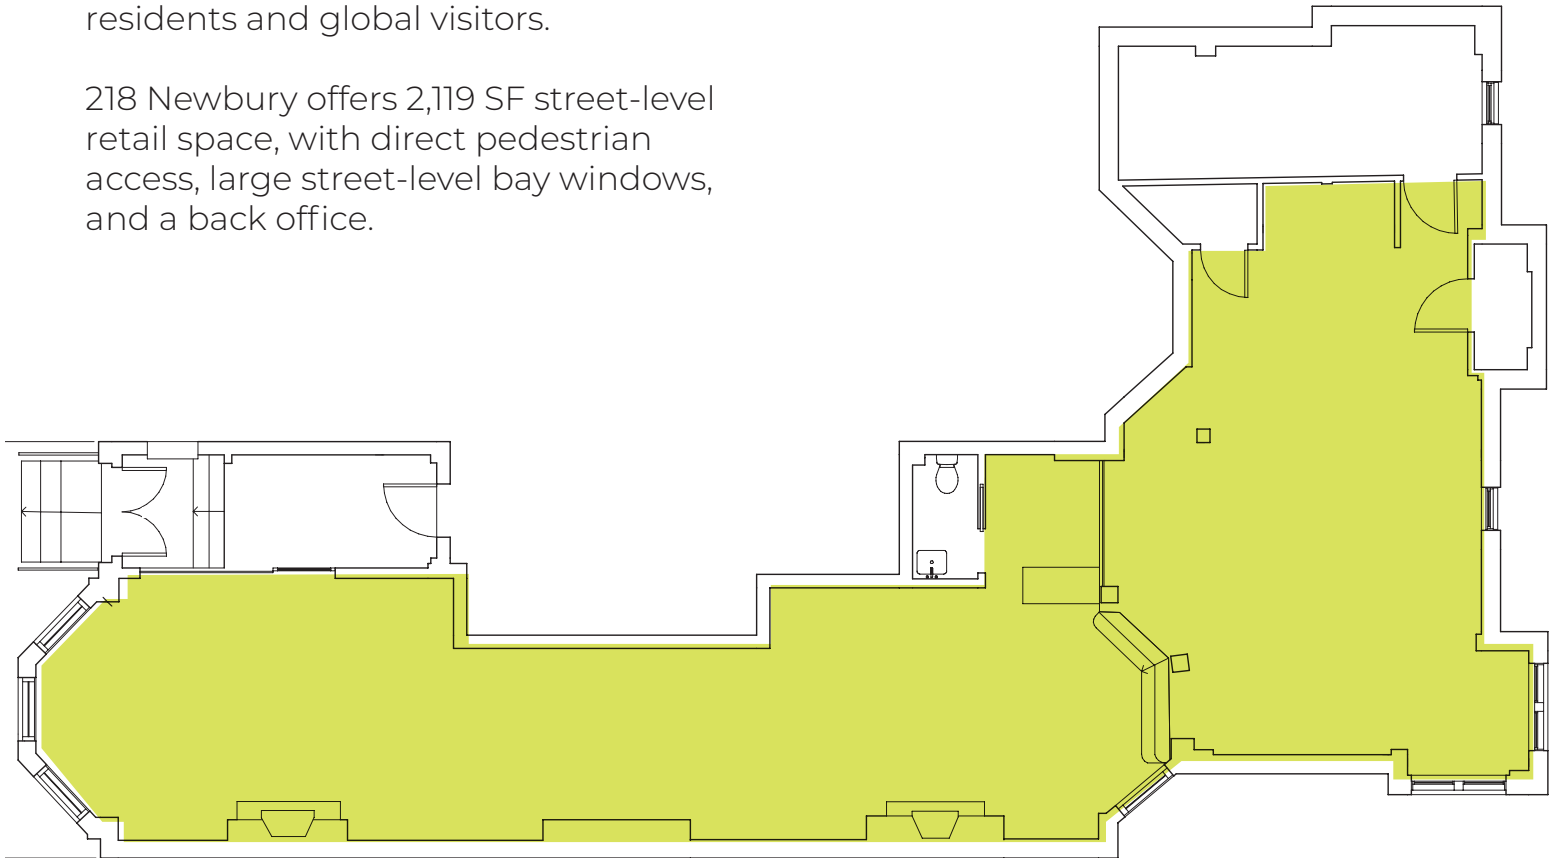 residents and global visitors.
218 Newbury offers 2,119 SF street-level
retail space, with direct pedestrian
access, large street-level bay windows,
and a back office.